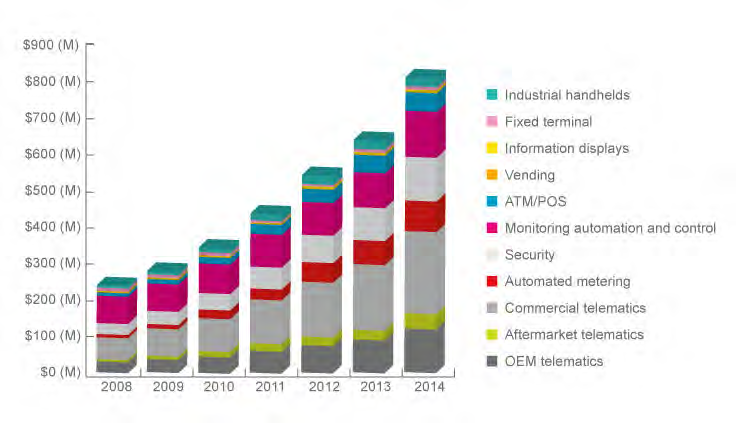 $900 (M)
$800 (M)
$700 (M)
$600 (M)
$500 (M)
$400 (M)
$300 (M)
$200 (M)
$100 (M)
$0 (M)
2008 2009 2010 2011 2012 2013 2014
Industrial handhelds
Fixed terminal
Information displays
Vending
ATM/POS
Monitoring automation and control
Security
Automated metering
Commercial telematics
Aftermarket telematics
OEM telematics